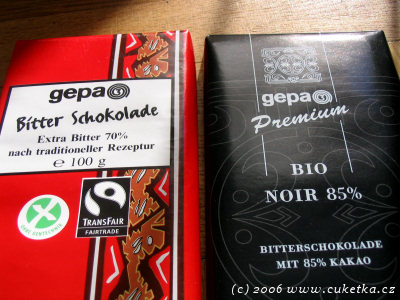 gepa
Bitter Schokolade
Extra Bitter 70%
nach traditioneller Rezeptur
e 100 g
TRANSFAIR
FAIRTRADE
gepa
Premium
BIO
NOIR 85%
BITTERSCHOKOLADE
MIT 85% KAKAO
(c) 2006 www.cuketka.cz